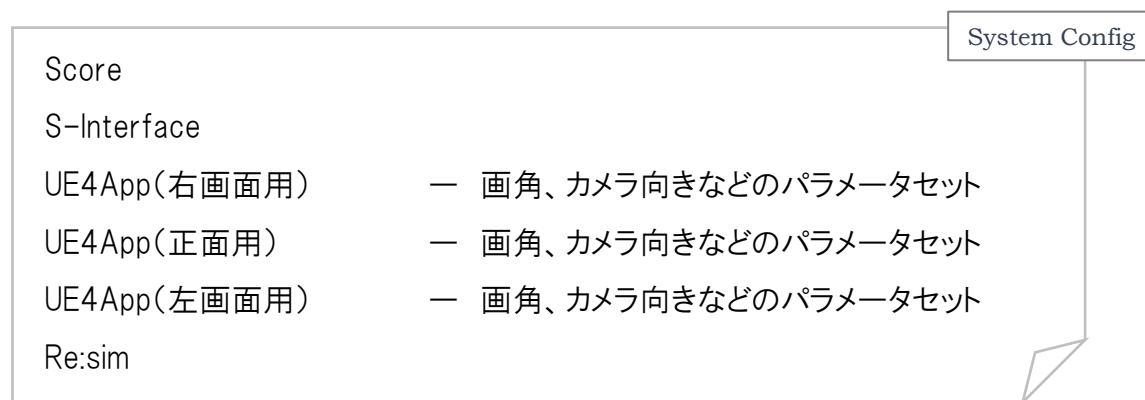 System Config
Score
S-Interface
UE4App(右画面用) — 画角、カメラ向きなどのパラメータセット
UE4App(正面用) — 画角、カメラ向きなどのパラメータセット
UE4App(左画面用) — 画角、カメラ向きなどのパラメータセット
Re:sim